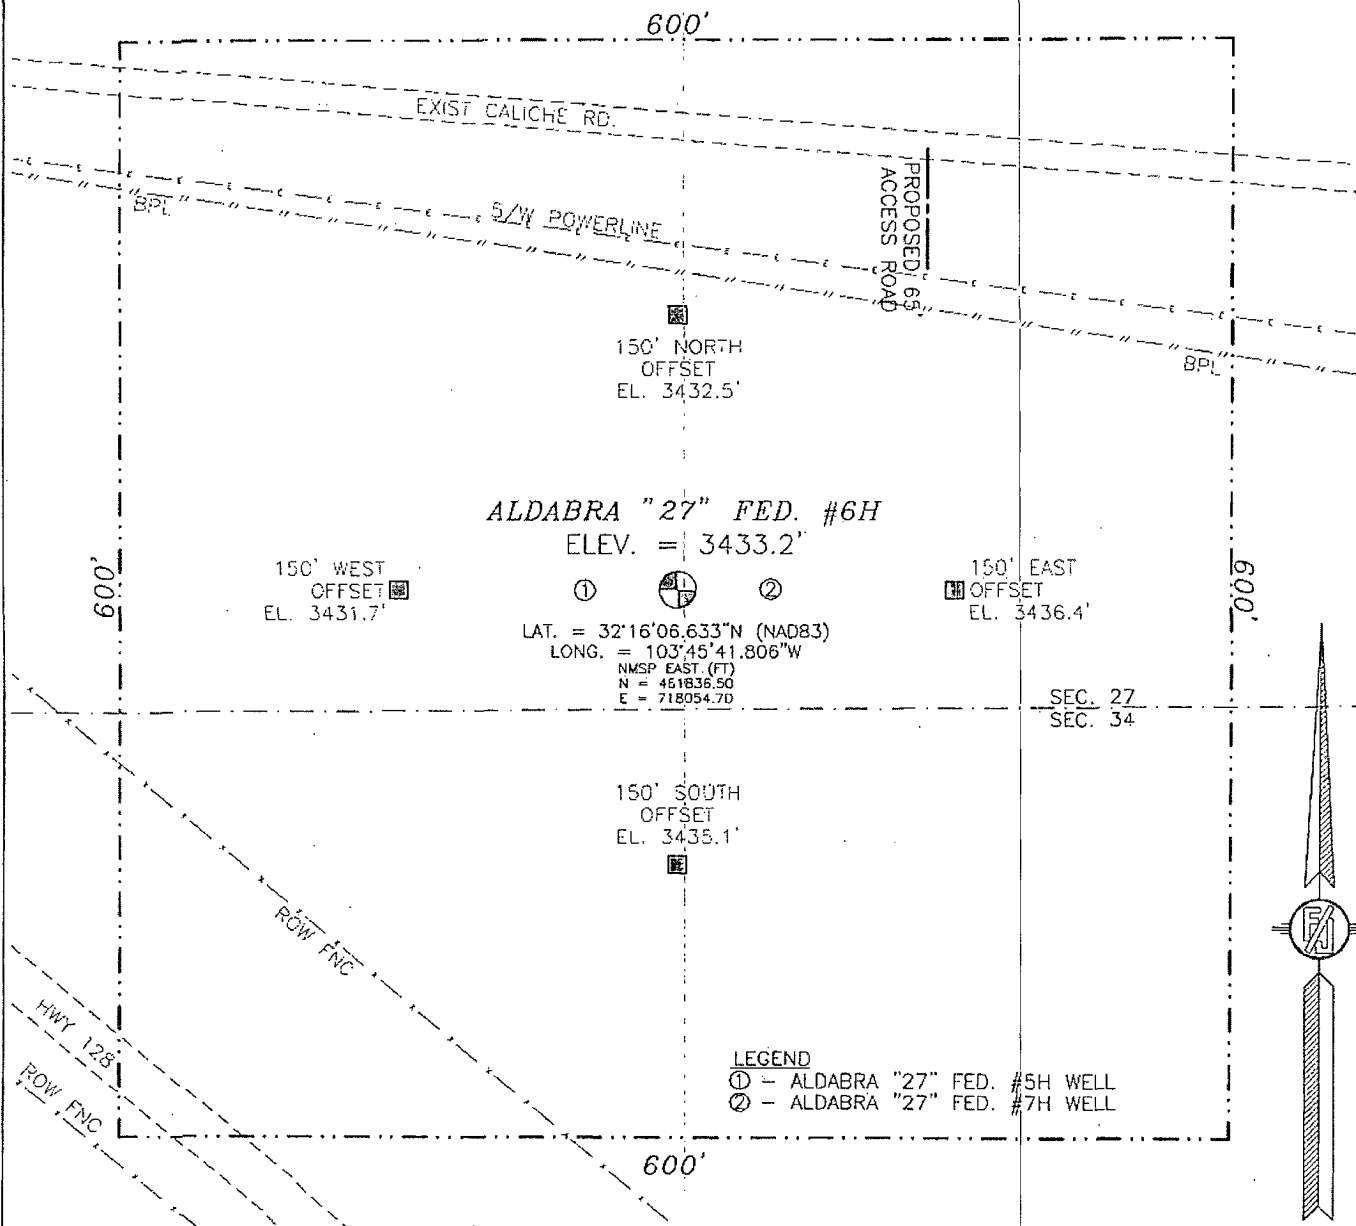 600'
EXIST CALICHE RD.
PROPOSED 65'
ACCESS ROAD
BPL
S/W POWERLINE
150' NORTH
OFFSET
EL. 3432.5'
BPL
ALDABRA "27" FED. #6H
ELEV. = 3433.2'
600'
150' WEST
OFFSET
EL. 3431.7'
1
2
150' EAST
OFFSET
EL. 3436.4'
600'
LAT. = 32°16'06.633"N (NAD83)
LONG. = 103°45'41.806"W
NMSP EAST (FT)
N = 461836.50
E = 718054.70
SEC. 27
SEC. 34
150' SOUTH
OFFSET
EL. 3435.1'
ROW FNC
HWY 128
ROW FNC
LEGEND
1 - ALDABRA "27" FED. #5H WELL
2 - ALDABRA "27" FED. #7H WELL
600'